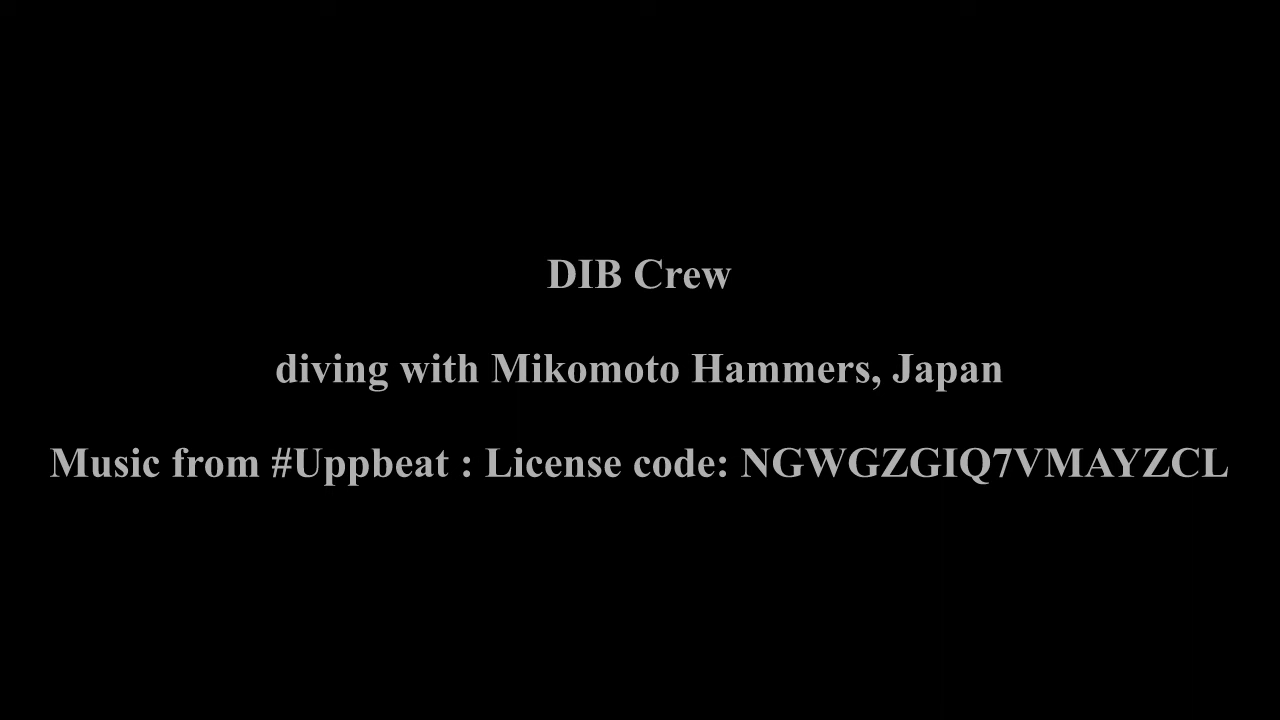 DIB Crew
diving with Mikomoto Hammers, Japan
Music from #Uppbeat : License code: NGWGZGIQ7VMAYZCL